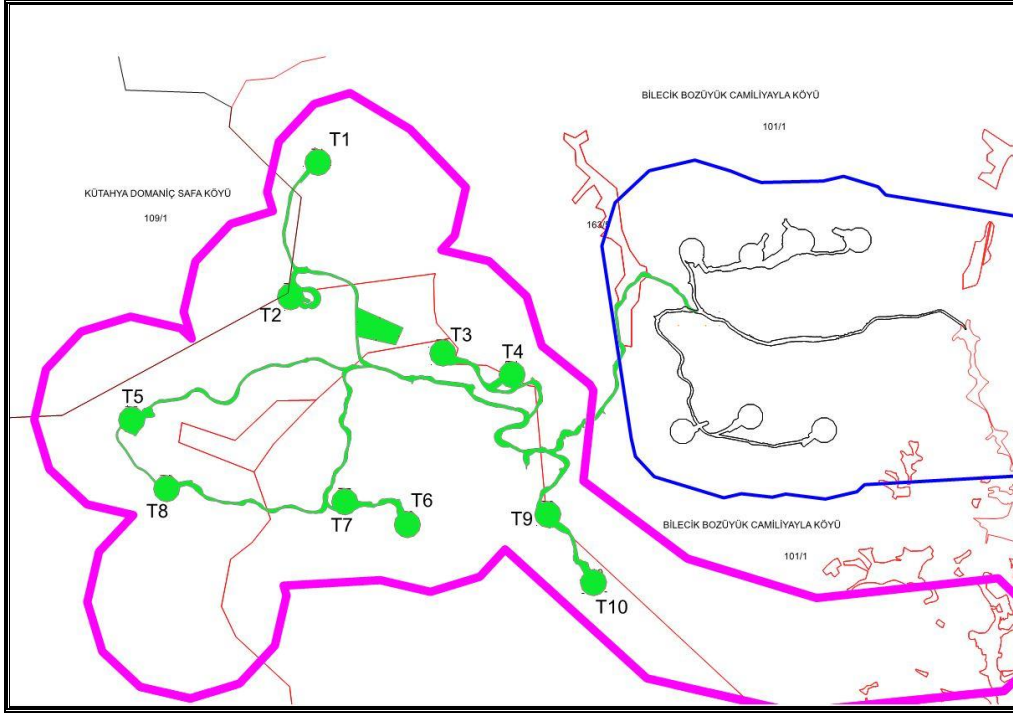 BİLECİK BOZÜYÜK CAMİLİYAYLA KÖYÜ
101/1
T1
KÜTAHYA DOMANİÇ SAFA KÖYÜ
109/1
T2
T3
T4
T5
T6
T7
T8
T9
BİLECİK BOZÜYÜK CAMİLİYAYLA KÖYÜ
101/1
T10